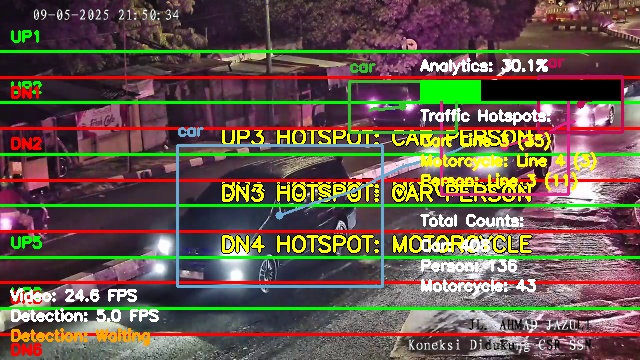 09-05-2025 21:50:34
UP1
car
Analytics: 30.1%
DN1
Traffic Hotspots:
DN2
car
UP3 HOTSPOT: CAR PERSON
Car: Line 3 (35)
Motorcycle: Line 4 (3)
Person: Line 3 (11)
DN3 HOTSPOT: CAR PERSON
Total Counts:
UP5
DN4 HOTSPOT: MOTORCYCLE
Person: 136
Motorcycle: 43
Video: 24.6 FPS
Detection: 5.0 FPS
Detection: Waiting
DN6
JL. AHMAD JAZULI
Koneksi Didukung CSR SSN